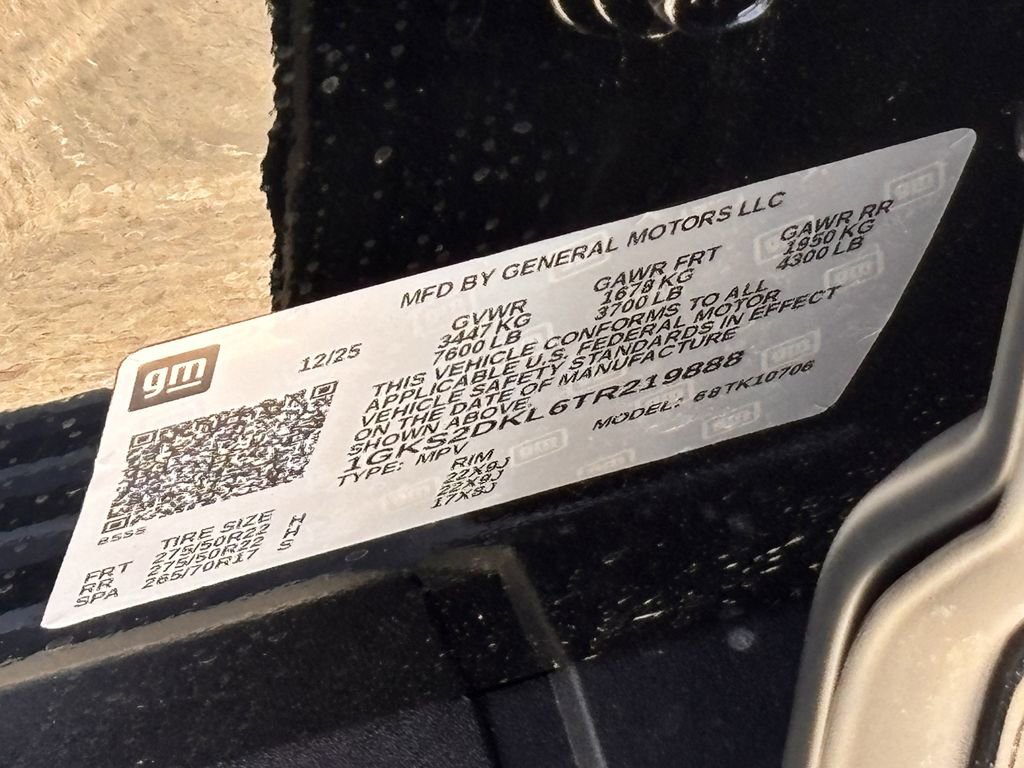 MFD BY GENERAL MOTORS LLC
gm
12/25
GVWR GAWR FRT GAWR RR
3447 KG 1678 KG 1950 KG
7600 LB 3700 LB 4300 LB
THIS VEHICLE CONFORMS TO ALL
APPLICABLE U.S. FEDERAL MOTOR
VEHICLE SAFETY STANDARDS IN EFFECT
ON THE DATE OF MANUFACTURE
SHOWN ABOVE.
1GKS2DKL6TR219888
TYPE: MPV MODEL: 6STK10706
TIRE SIZE RIM
FRT 275/50R22 H 22X9J
RR 275/50R22 H 22X9J
SPA 265/70R17 S 17X8J